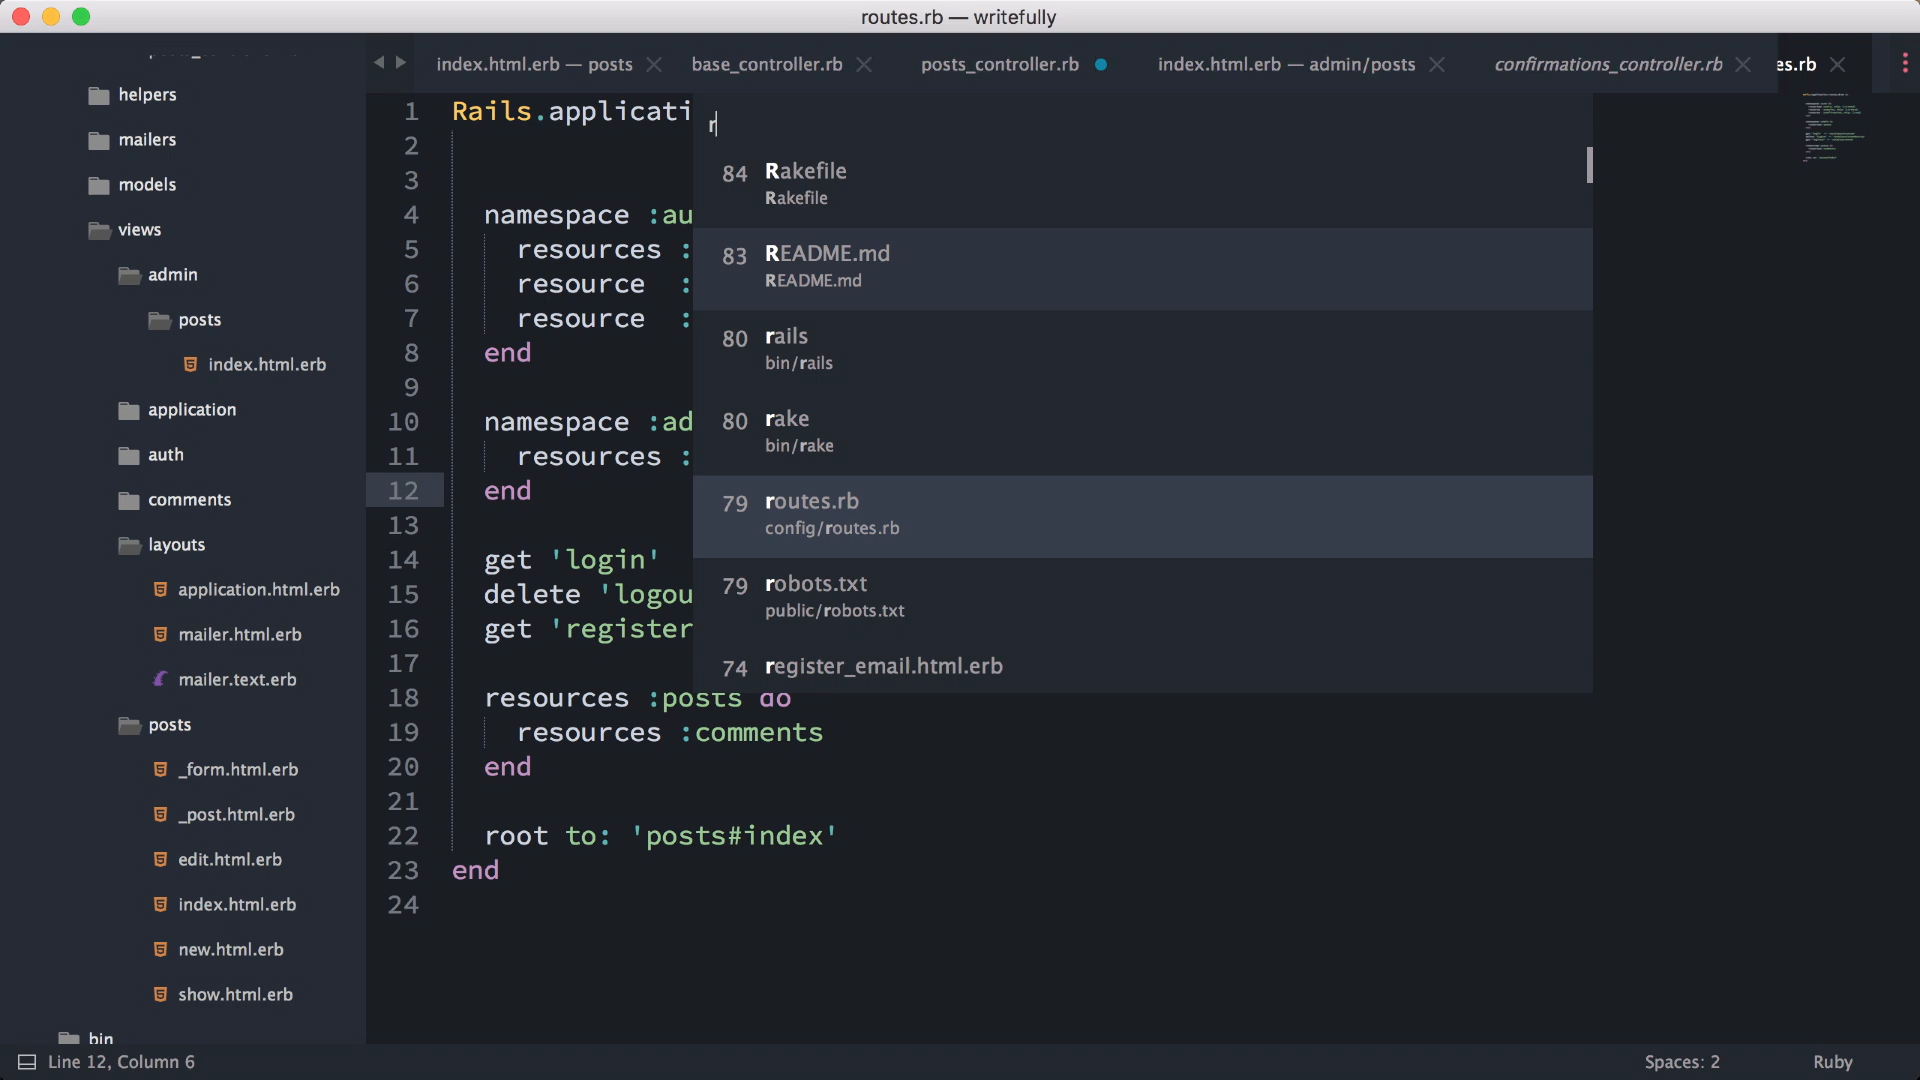 routes.rb — writefully
index.html.erb — posts
base_controller.rb
posts_controller.rb
index.html.erb — admin/posts
confirmations_controller.rb
es.rb
helpers
mailers
models
views
admin
posts
index.html.erb
application
auth
comments
layouts
application.html.erb
mailer.html.erb
mailer.text.erb
posts
_form.html.erb
_post.html.erb
edit.html.erb
index.html.erb
new.html.erb
show.html.erb
bin
1 Rails.applicati
2
3
4 namespace :au
5 resources :
6 resource :
7 resource :
8 end
9
10 namespace :ad
11 resources :
12 end
13
14 get 'login'
15 delete 'logou
16 get 'register
17
18 resources :posts do
19 resources :comments
20 end
21
22 root to: 'posts#index'
23 end
24
r
84 Rakefile
Rakefile
83 README.md
README.md
80 rails
bin/rails
80 rake
bin/rake
79 routes.rb
config/routes.rb
79 robots.txt
public/robots.txt
74 register_email.html.erb
Line 12, Column 6
Spaces: 2
Ruby